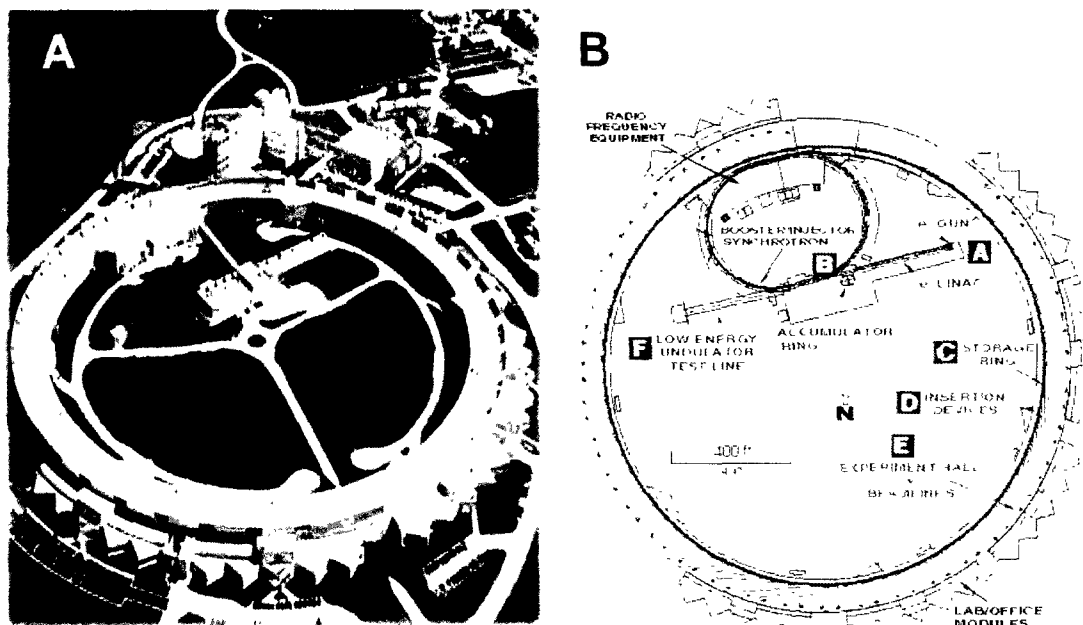 A
B
RADIO
FREQUENCY
EQUIPMENT
BOOSTER/INJECTOR
SYNCHROTRON
GUN
A
B
LINAC
ACCUMULATOR
RING
F
LOW ENERGY
UNDULATOR
TEST LINE
C
STORAGE
RING
D
INSERTION
DEVICES
N
E
400 ft
EXPERIMENT HALL
BEAMLINES
LAB/OFFICE
MODULES